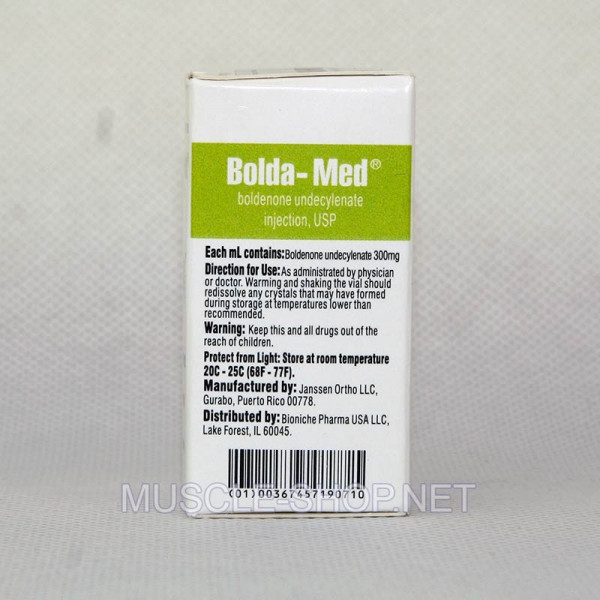 Bolda-Med®
boldenone undecylenate
injection, USP
Each mL contains: Boldenone undecylenate 300mg
Direction for Use: As administrated by physician
or doctor. Warming and shaking the vial should
redissolve any crystals that may have formed
during storage at temperatures lower than
recommended.
Warning: Keep this and all drugs out of the
reach of children.
Protect from Light: Store at room temperature
20C - 25C (68F - 77F).
Manufactured by: Janssen Ortho LLC,
Gurabo, Puerto Rico 00778.
Distributed by: Bioniche Pharma USA LLC,
Lake Forest, IL 60045.
(01)00367457190710
MUSCLE-SHOP.NET